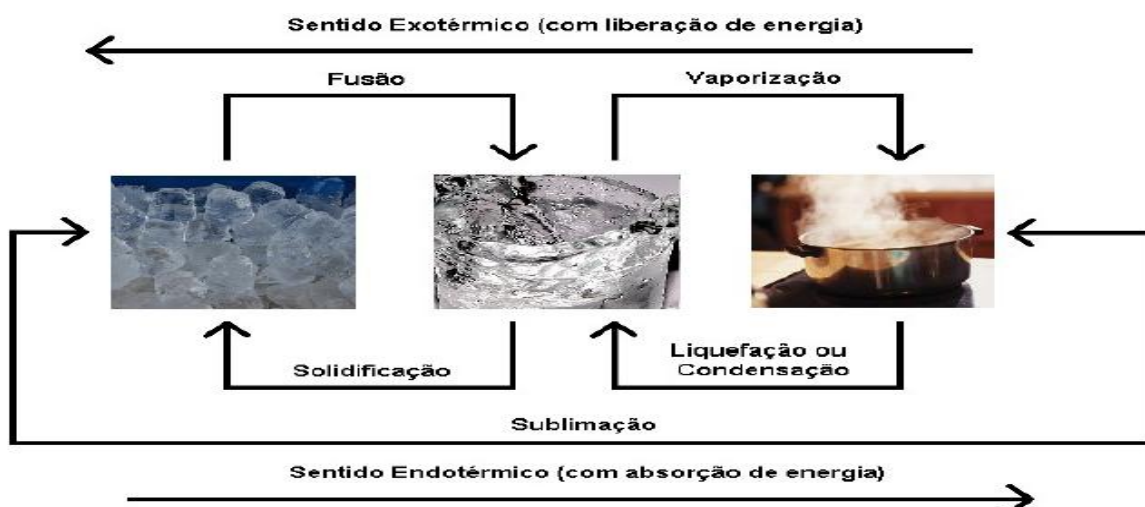 Sentido Exotérmico (com liberação de energia)
Fusão
Vaporização
Solidificação
Liquefação ou
Condensação
Sublimação
Sentido Endotérmico (com absorção de energia)